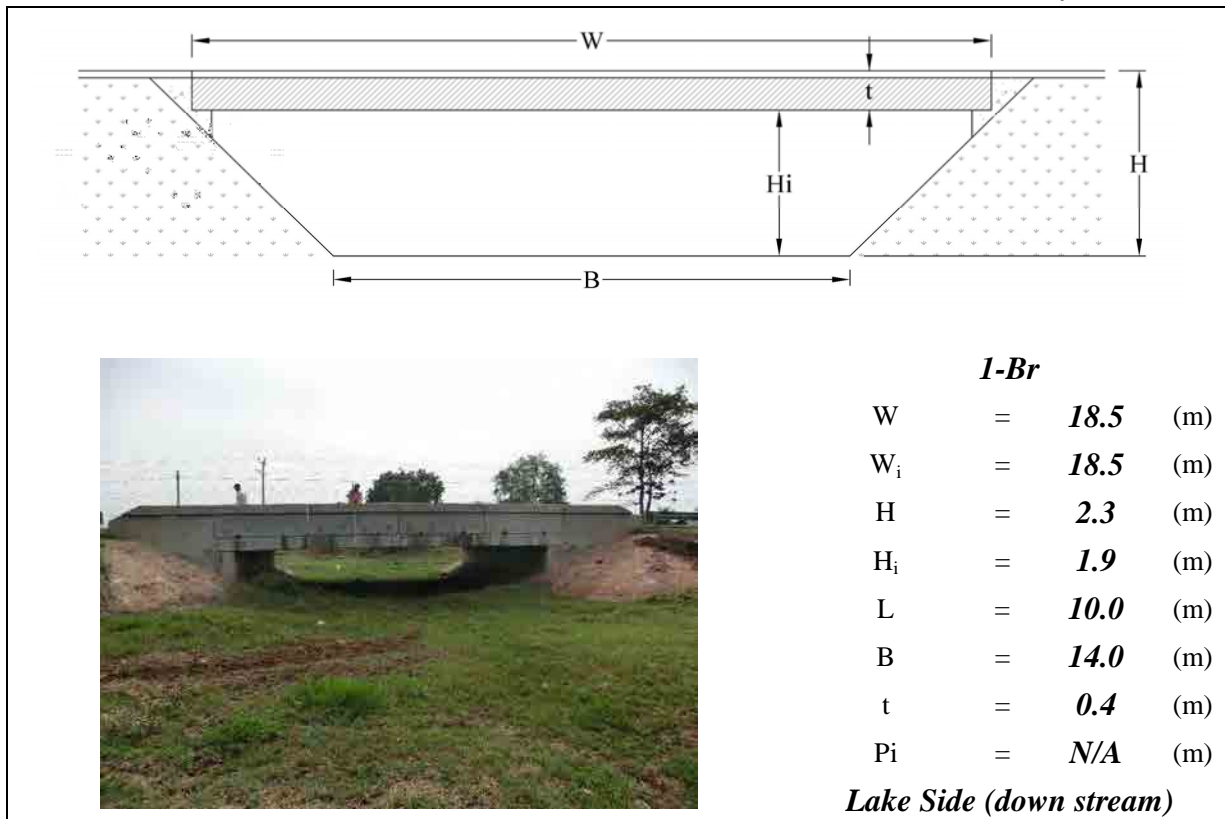 W
t
Hi
H
B
1-Br
W = 18.5 (m)
Wi = 18.5 (m)
H = 2.3 (m)
Hi = 1.9 (m)
L = 10.0 (m)
B = 14.0 (m)
t = 0.4 (m)
Pi = N/A (m)
Lake Side (down stream)